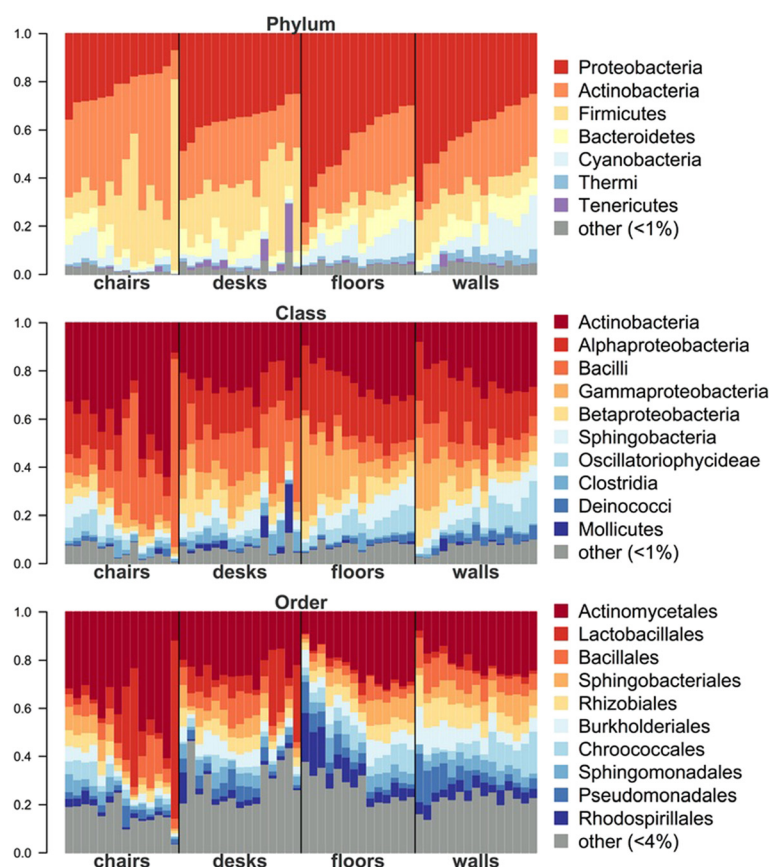 Phylum
1.0
0.8
0.6
0.4
0.2
0.0
chairs desks floors walls
Proteobacteria
Actinobacteria
Firmicutes
Bacteroidetes
Cyanobacteria
Thermi
Tenericutes
other (<1%)
Class
1.0
0.8
0.6
0.4
0.2
0.0
chairs desks floors walls
Actinobacteria
Alphaproteobacteria
Bacilli
Gammaproteobacteria
Betaproteobacteria
Sphingobacteria
Oscillatoriophycideae
Clostridia
Deinococci
Mollicutes
other (<1%)
Order
1.0
0.8
0.6
0.4
0.2
0.0
chairs desks floors walls
Actinomycetales
Lactobacillales
Bacillales
Sphingobacteriales
Rhizobiales
Burkholderiales
Chroococcales
Sphingomonadales
Pseudomonadales
Rhodospirillales
other (<4%)